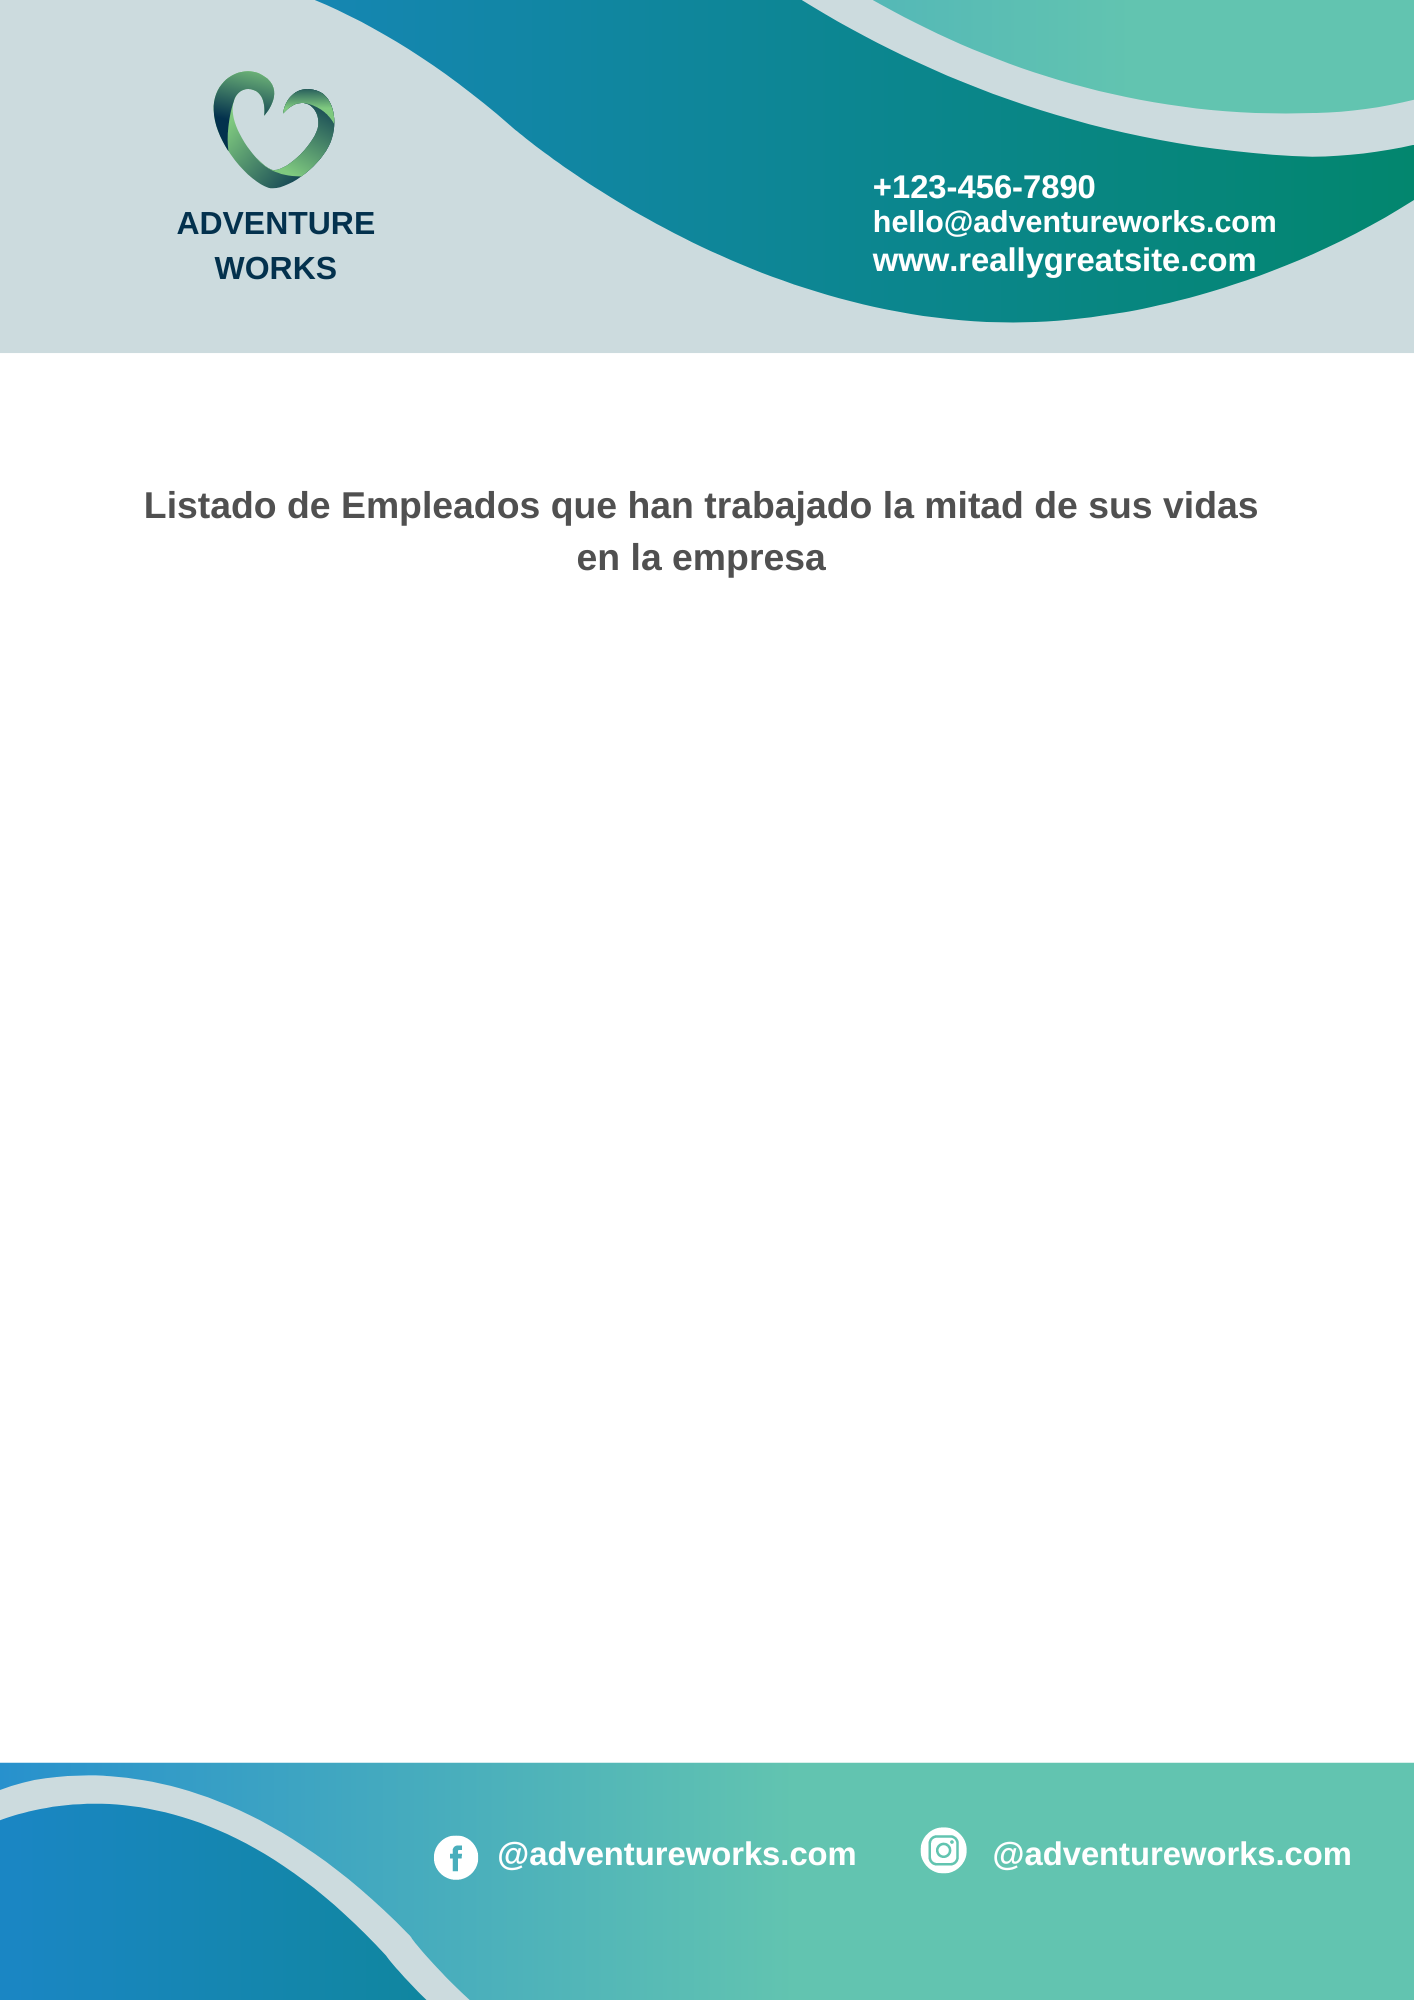 ADVENTURE
WORKS
+123-456-7890
hello@adventureworks.com
www.reallygreatsite.com
Listado de Empleados que han trabajado la mitad de sus vidas
en la empresa
@adventureworks.com
@adventureworks.com